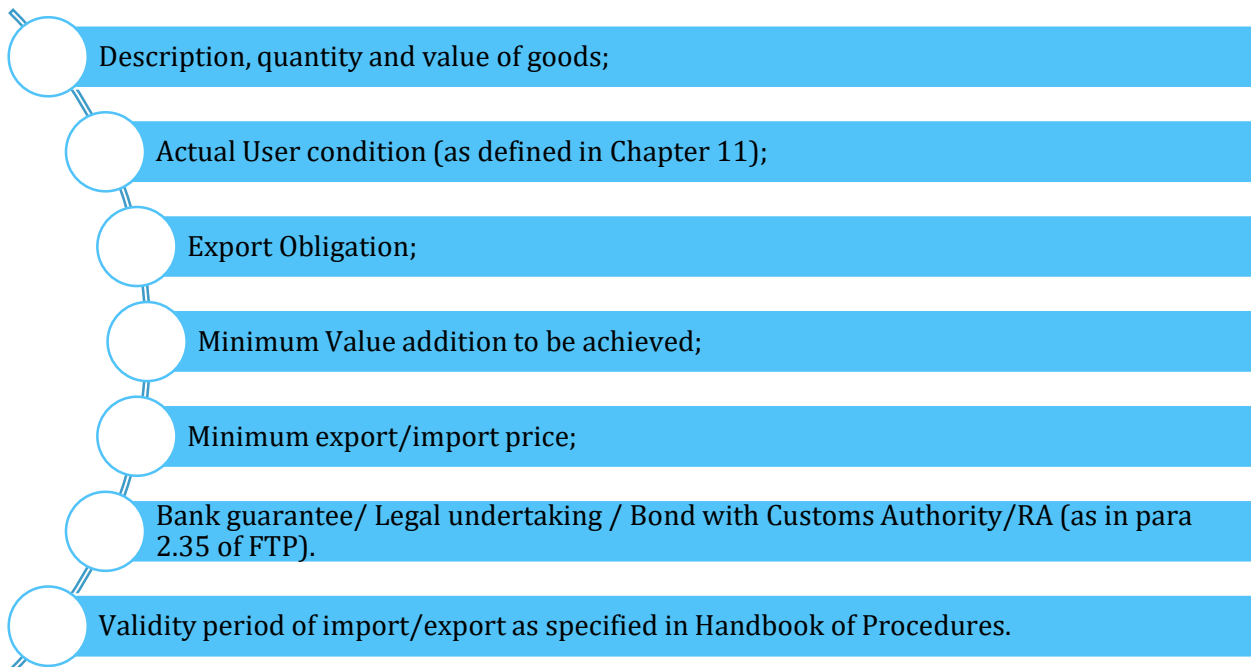 Description, quantity and value of goods;
Actual User condition (as defined in Chapter 11);
Export Obligation;
Minimum Value addition to be achieved;
Minimum export/import price;
Bank guarantee/ Legal undertaking / Bond with Customs Authority/RA (as in para
2.35 of FTP).
Validity period of import/export as specified in Handbook of Procedures.